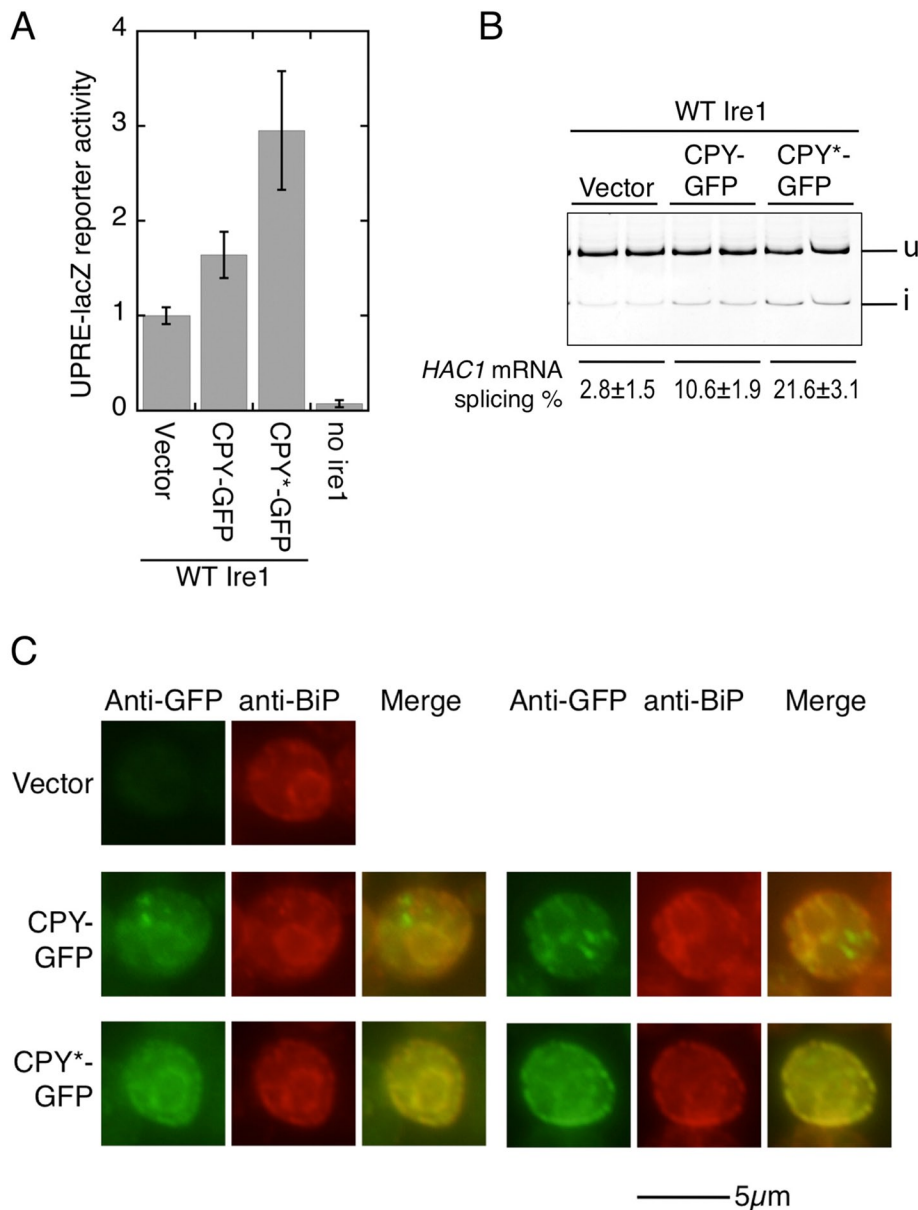 A
UPRE-lacZ reporter activity
4
3
2
1
0
Vector
CPY-GFP
CPY*-GFP
no ire1
WT Ire1
B
WT Ire1
Vector
CPY-
GFP
CPY*-
GFP
u
i
HAC1 mRNA
splicing %
2.8±1.5
10.6±1.9
21.6±3.1
C
Anti-GFP anti-BiP Merge Anti-GFP anti-BiP Merge
Vector
CPY-
GFP
CPY*-
GFP
5µm